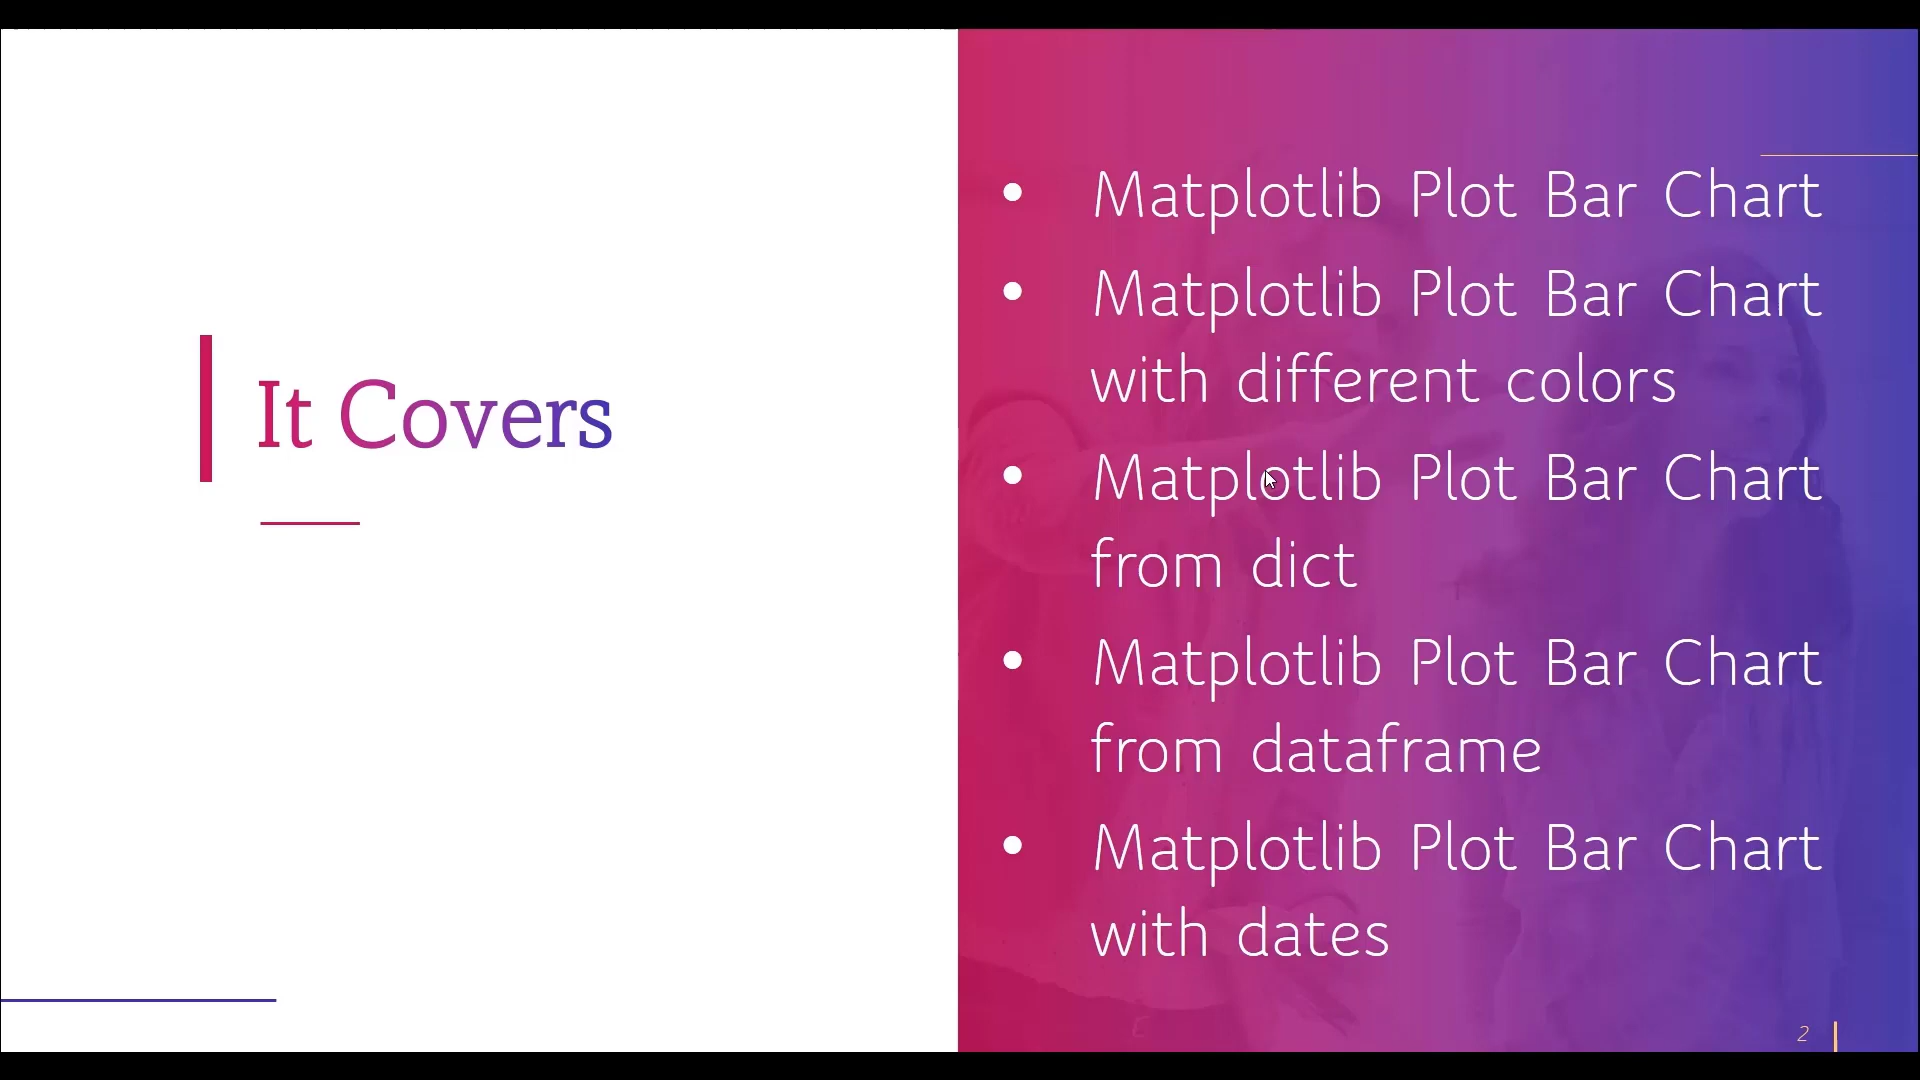 It Covers
• Matplotlib Plot Bar Chart
• Matplotlib Plot Bar Chart
with different colors
• Matplotlib Plot Bar Chart
from dict
• Matplotlib Plot Bar Chart
from dataframe
• Matplotlib Plot Bar Chart
with dates
2